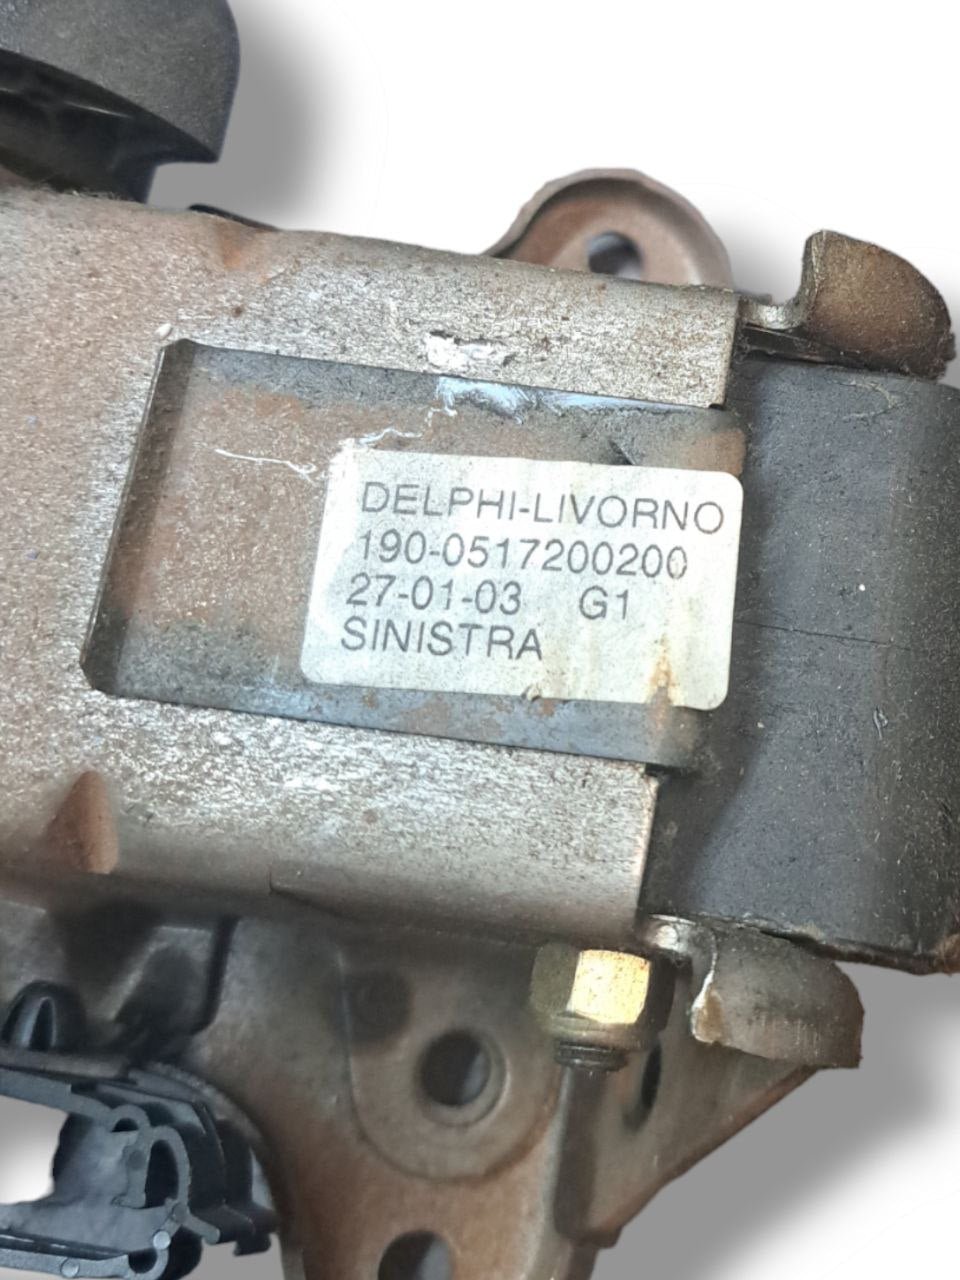 DELPHI-LIVORNO
190-0517200200
27-01-03 G1
SINISTRA